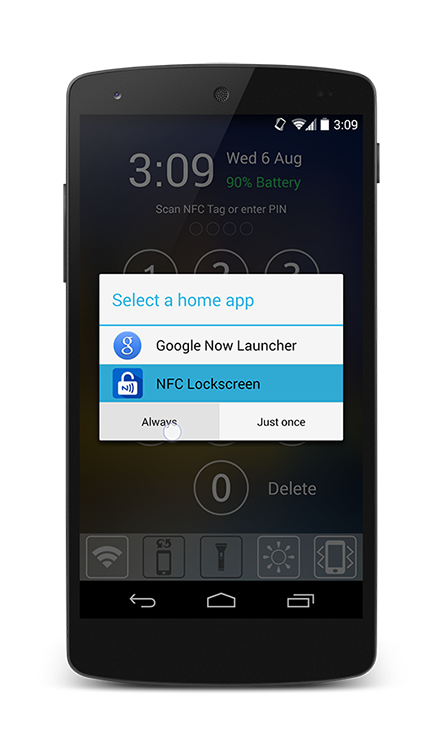 3:09
3:09 Wed 6 Aug
90% Battery
Scan NFC Tag or enter PIN
Select a home app
Google Now Launcher
NFC Lockscreen
Always Just once
0 Delete